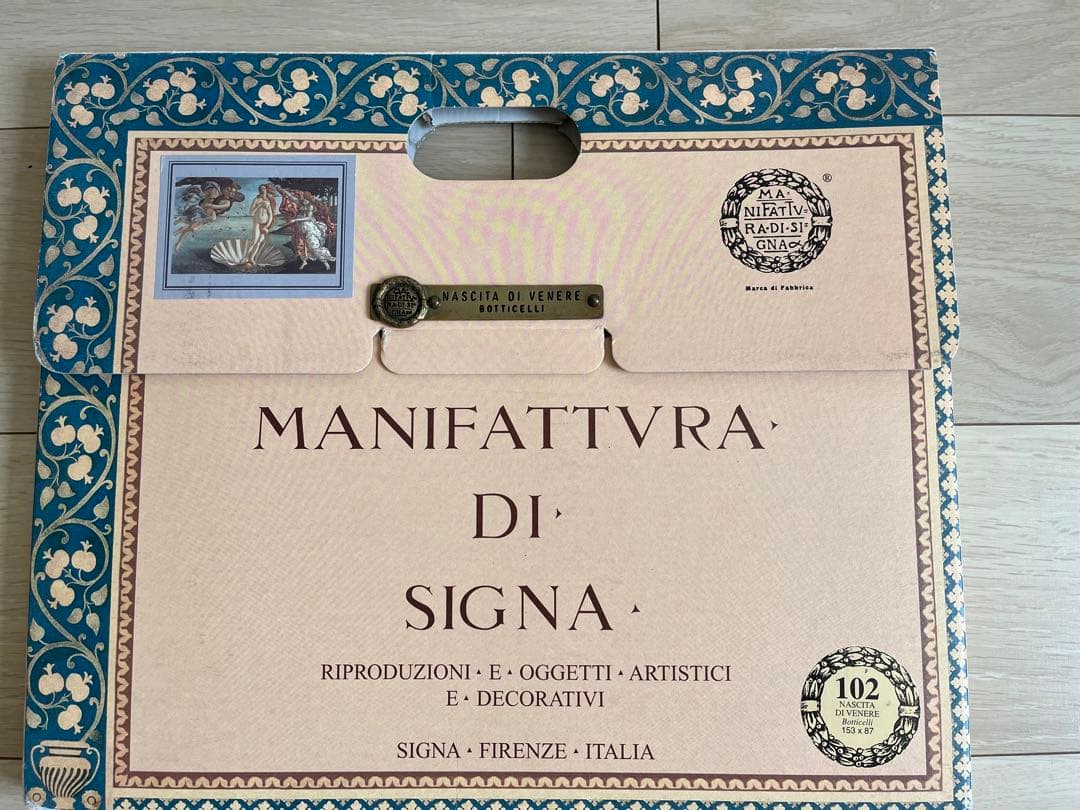 MA-
NIFATTV=
RA·DI·SI=
GNA
®
Marca di Fabbrica
NASCITA DI VENERE
BOTTICELLI
MANIFATTVRA
DI
SIGNA
RIPRODUZIONI · E · OGGETTI · ARTISTICI
E · DECORATIVI
SIGNA · FIRENZE · ITALIA
102
NASCITA
DI VENERE
Botticelli
153 x 87